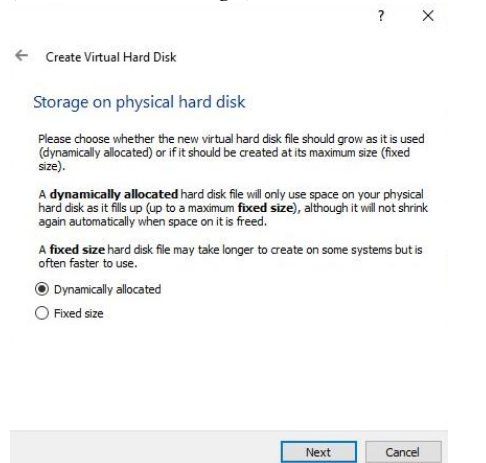 ?
Create Virtual Hard Disk
Storage on physical hard disk
Please choose whether the new virtual hard disk file should grow as it is used
(dynamically allocated) or if it should be created at its maximum size (fixed
size).
A dynamically allocated hard disk file will only use space on your physical
hard disk as it fills up (up to a maximum fixed size), although it will not shrink
again automatically when space on it is freed.
A fixed size hard disk file may take longer to create on some systems but is
often faster to use.
Dynamically allocated
Fixed size
Next Cancel